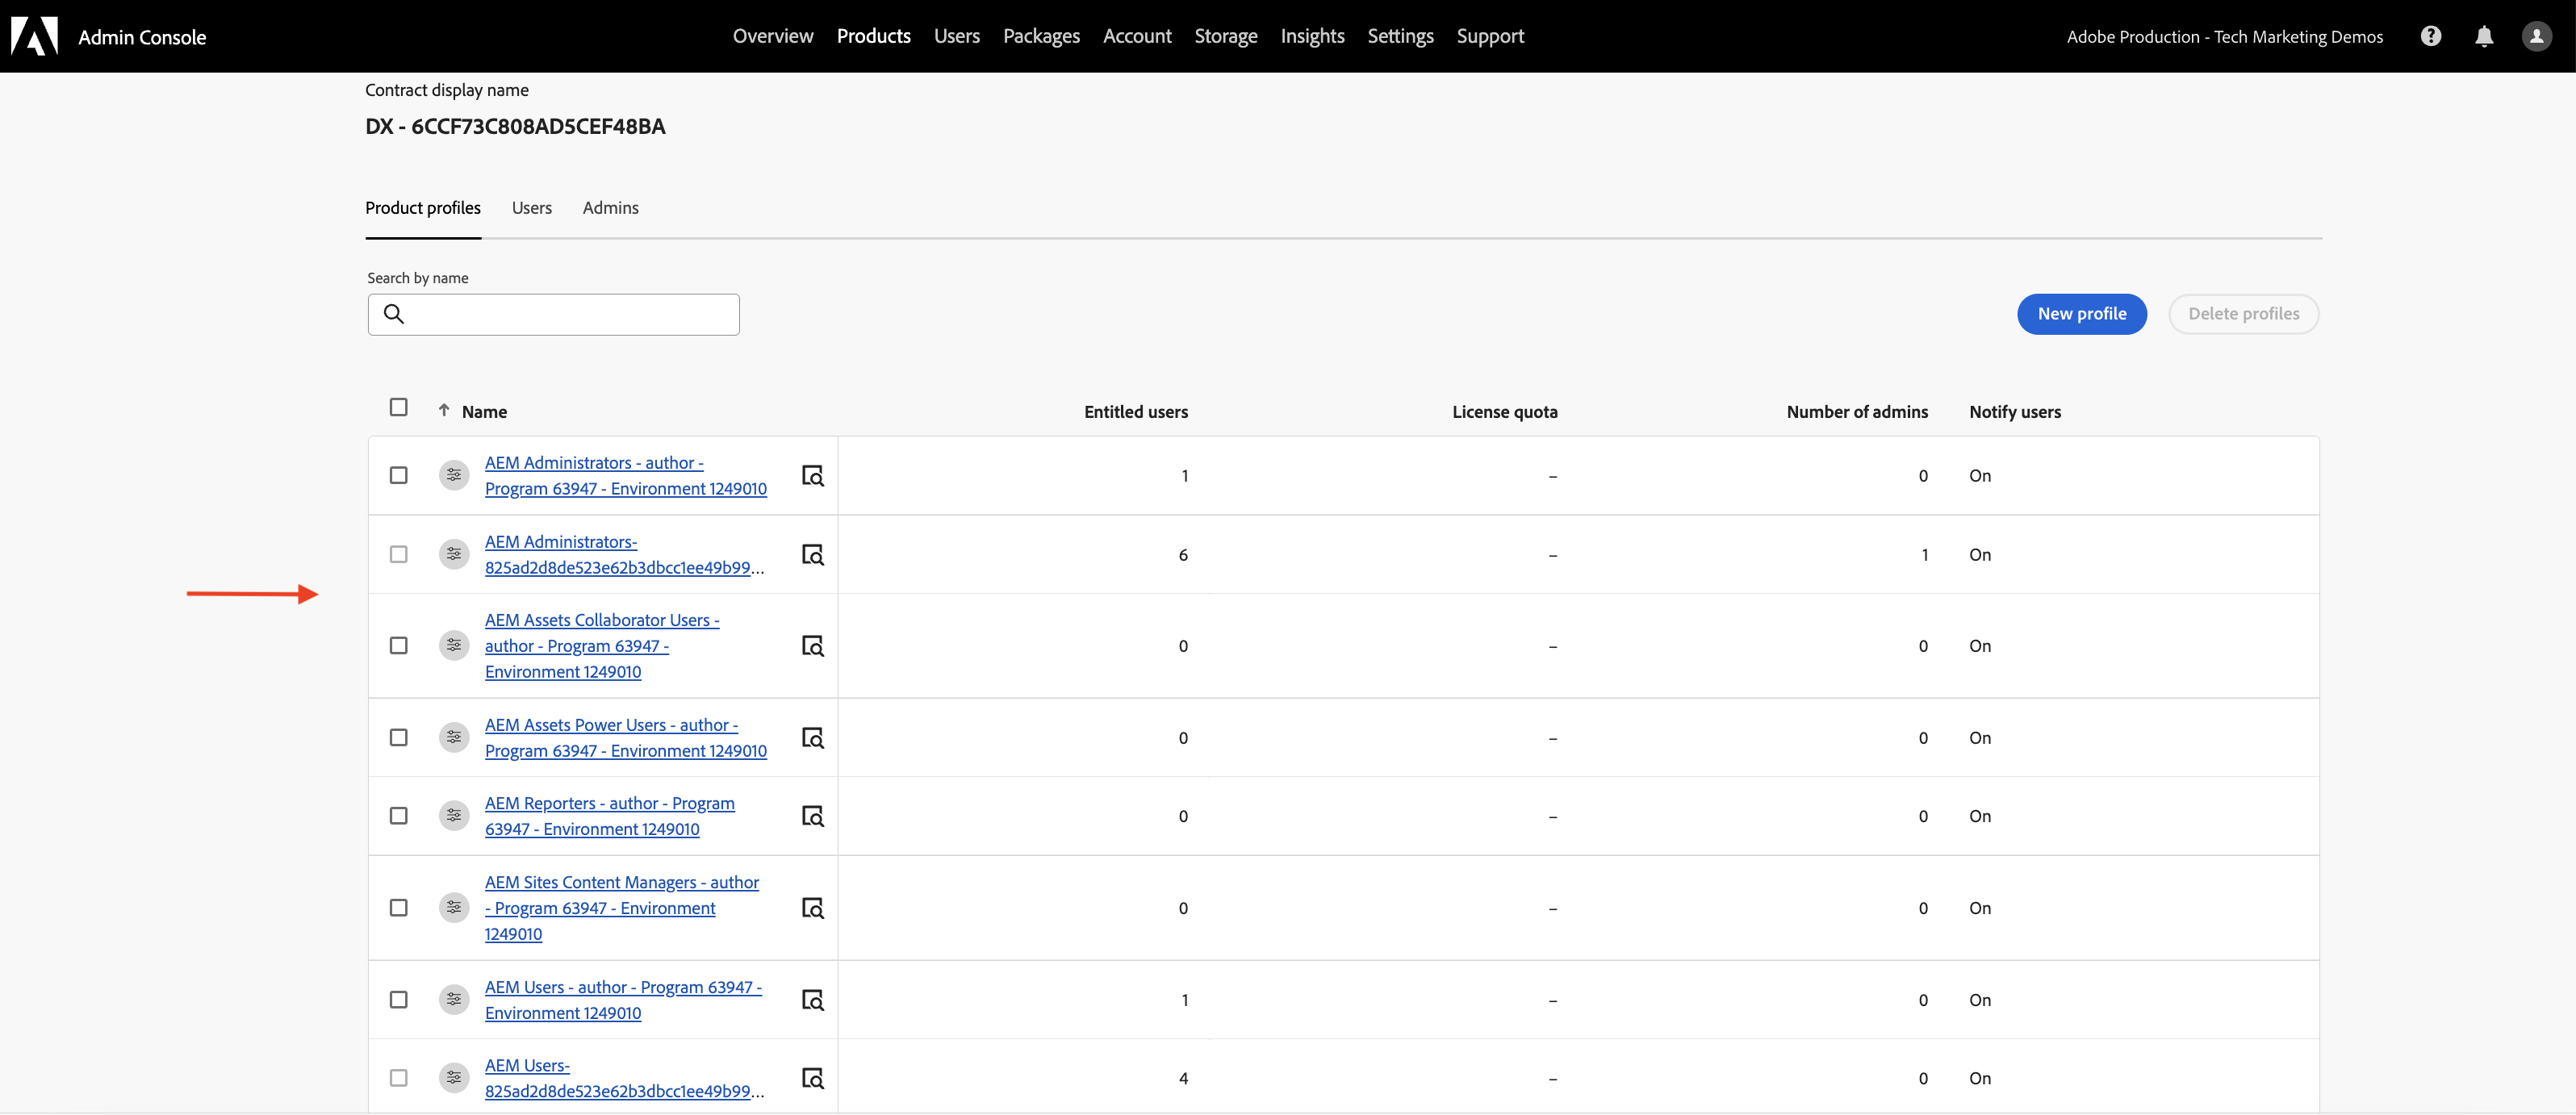 Admin Console
Overview Products Users Packages Account Storage Insights Settings Support
Adobe Production - Tech Marketing Demos
Contract display name
DX - 6CCF73C808AD5CEF48BA
Product profiles Users Admins
Search by name
New profile Delete profiles
Name Entitled users License quota Number of admins Notify users
AEM Administrators - author -
Program 63947 - Environment 1249010
1 – 0 On
AEM Administrators-
825ad2d8de523e62b3dbcc1ee49b99...
6 – 1 On
AEM Assets Collaborator Users -
author - Program 63947 -
Environment 1249010
0 – 0 On
AEM Assets Power Users - author -
Program 63947 - Environment 1249010
0 – 0 On
AEM Reporters - author - Program
63947 - Environment 1249010
0 – 0 On
AEM Sites Content Managers - author
- Program 63947 - Environment
1249010
0 – 0 On
AEM Users - author - Program 63947 -
Environment 1249010
1 – 0 On
AEM Users-
825ad2d8de523e62b3dbcc1ee49b99...
4 – 0 On